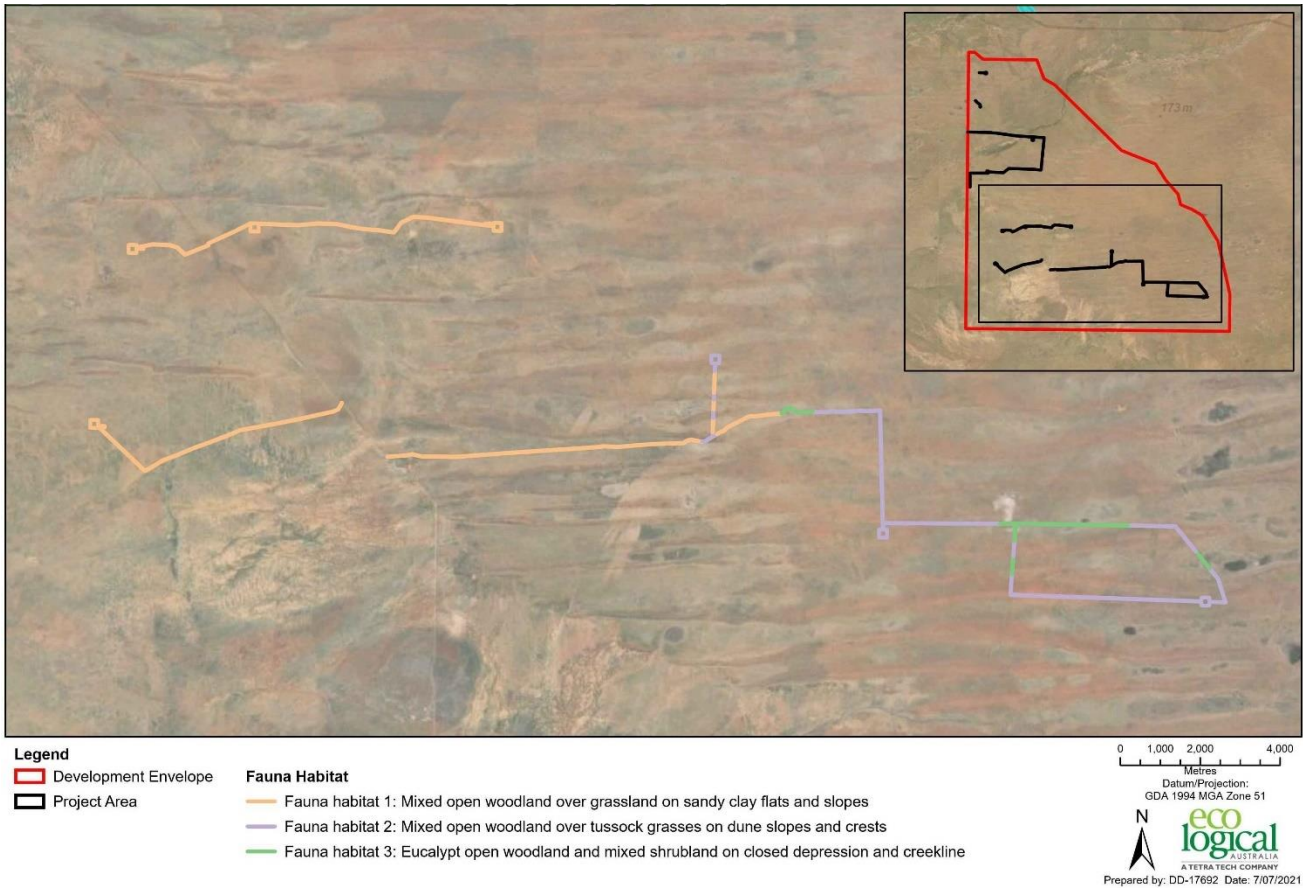 173 m
Legend
Development Envelope
Project Area
Fauna Habitat
Fauna habitat 1: Mixed open woodland over grassland on sandy clay flats and slopes
Fauna habitat 2: Mixed open woodland over tussock grasses on dune slopes and crests
Fauna habitat 3: Eucalypt open woodland and mixed shrubland on closed depression and creekline
0 1,000 2,000 4,000
Metres
Datum/Projection:
GDA 1994 MGA Zone 51
N
eco
logical
AUSTRALIA
A TETRA TECH COMPANY
Prepared by: DD-17692 Date: 7/07/2021